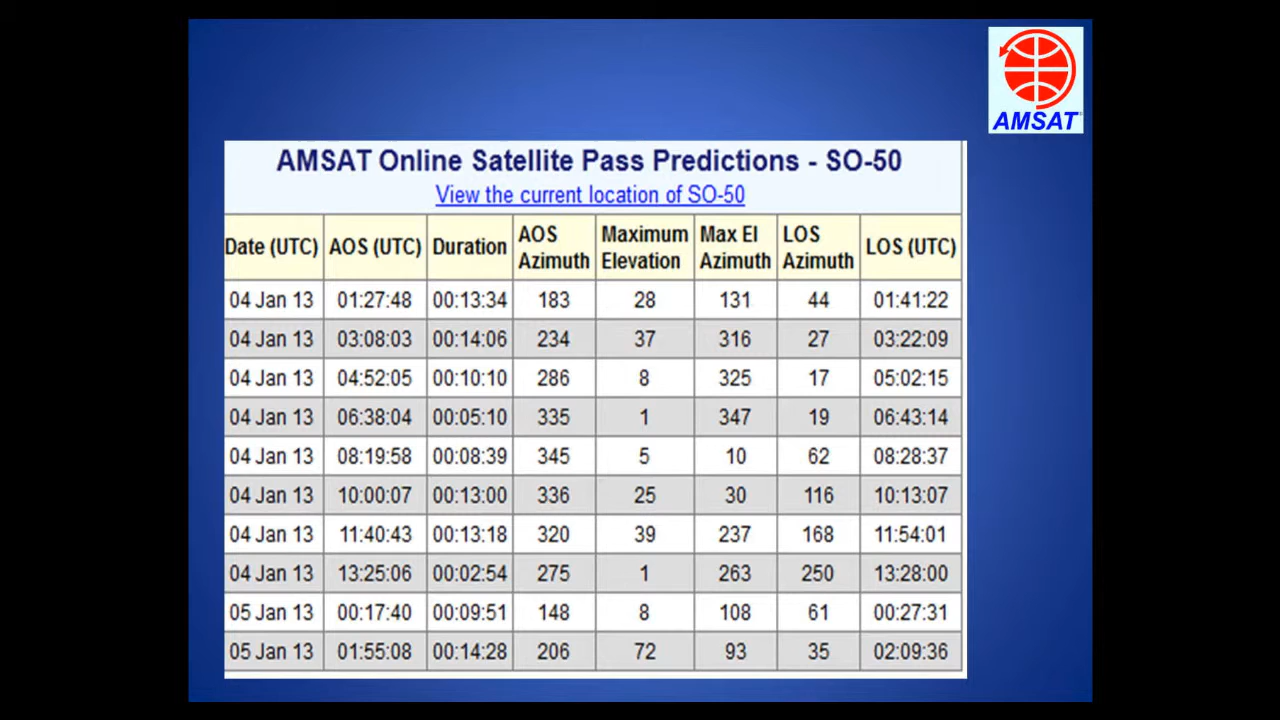 AMSAT
AMSAT Online Satellite Pass Predictions - SO-50
View the current location of SO-50
Date (UTC) AOS (UTC) Duration AOS Azimuth Maximum Elevation Max El Azimuth LOS Azimuth LOS (UTC)
04 Jan 13 01:27:48 00:13:34 183 28 131 44 01:41:22
04 Jan 13 03:08:03 00:14:06 234 37 316 27 03:22:09
04 Jan 13 04:52:05 00:10:10 286 8 325 17 05:02:15
04 Jan 13 06:38:04 00:05:10 335 1 347 19 06:43:14
04 Jan 13 08:19:58 00:08:39 345 5 10 62 08:28:37
04 Jan 13 10:00:07 00:13:00 336 25 30 116 10:13:07
04 Jan 13 11:40:43 00:13:18 320 39 237 168 11:54:01
04 Jan 13 13:25:06 00:02:54 275 1 263 250 13:28:00
05 Jan 13 00:17:40 00:09:51 148 8 108 61 00:27:31
05 Jan 13 01:55:08 00:14:28 206 72 93 35 02:09:36